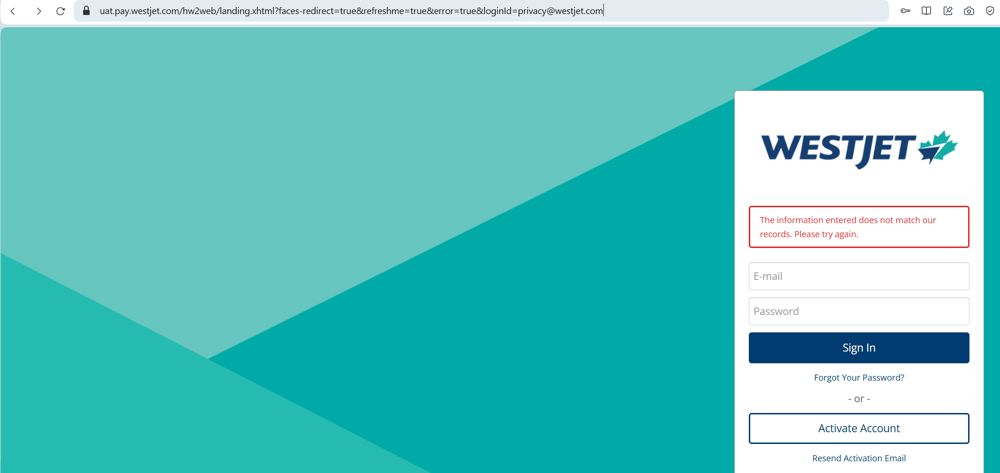 uat.pay.westjet.com/hw2web/landing.xhtml?faces-redirect=true&refreshme=true&error=true&loginId=privacy@westjet.com
WESTJET
The information entered does not match our
records. Please try again.
E-mail
Password
Sign In
Forgot Your Password?
- or -
Activate Account
Resend Activation Email